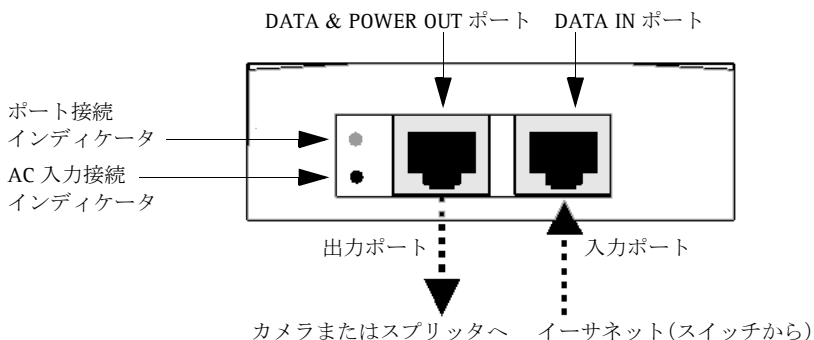 DATA & POWER OUT ポート
DATA IN ポート
ポート接続
インディケータ
AC 入力接続
インディケータ
出力ポート
入力ポート
カメラまたはスプリッタへ
イーサネット(スイッチから)